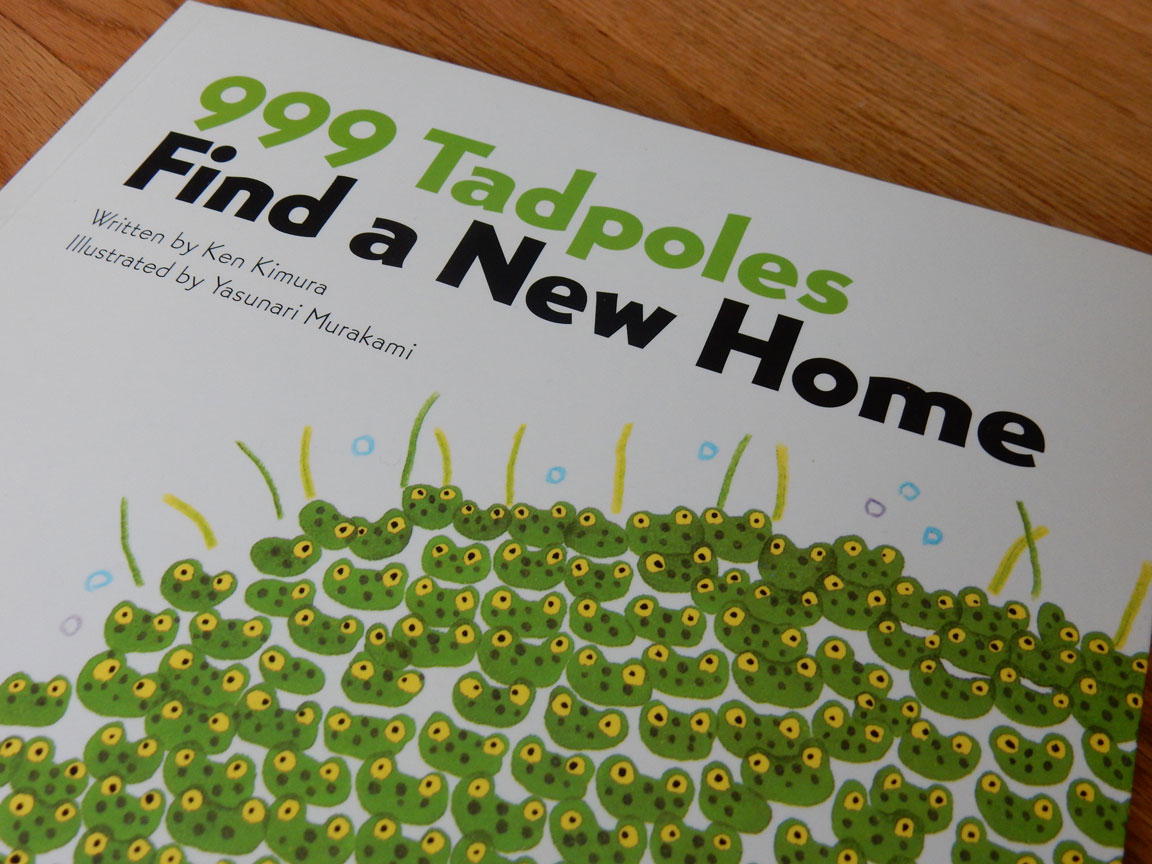 999 Tadpoles
Find a New Home
Written by Ken Kimura
Illustrated by Yasunari Murakami